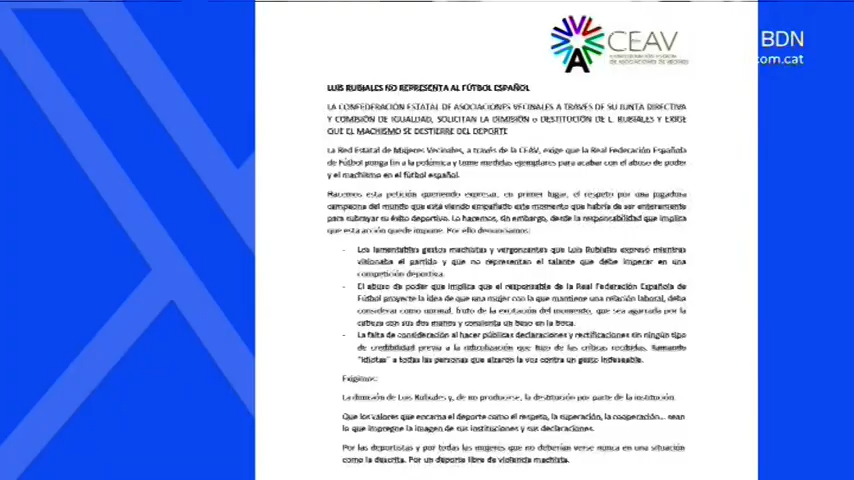 CEAV
CONFEDERACIÓN ESTATAL
DE ASOCIACIONES VECINALES
BDN
com.cat
LUIS RUBIALES NO REPRESENTA AL FÚTBOL ESPAÑOL
LA CONFEDERACIÓN ESTATAL DE ASOCIACIONES VECINALES A TRAVÉS DE SU JUNTA DIRECTIVA
Y COMISIÓN DE IGUALDAD, SOLICITAN LA DIMISIÓN o DESTITUCIÓN DE L. RUBIALES Y EXIGE
QUE EL MACHISMO SE DESTIERRE DEL DEPORTE
La Red Estatal de Mujeres Vecinales, a través de la CEAV, exige que la Real Federación Española
de Fútbol ponga fin a la polémica y tome medidas ejemplares para acabar con el abuso de poder
y el machismo en el fútbol español.
Hacemos esta petición queriendo expresar, en primer lugar, el respeto por una jugadora
campeona del mundo que está viendo empañado este momento que habría de ser enteramente
para subrayar su éxito deportivo. Lo hacemos, sin embargo, desde la responsabilidad que implica
que esta acción quede impune. Por ello denunciamos:
- Los lamentables gestos machistas y vergonzantes que Luis Rubiales expresó mientras
visionaba el partido y que no representan el talante que debe imperar en una
competición deportiva.
- El abuso de poder que implica que el responsable de la Real Federación Española de
Fútbol proyecte la idea de que una mujer con la que mantiene una relación laboral, deba
considerar como normal, fruto de la excitación del momento, que sea agarrada por la
cabeza con sus dos manos y consienta un beso en la boca.
- La falta de consideración al hacer públicas declaraciones y rectificaciones sin ningún tipo
de credibilidad previa a la ridiculización que hizo de las críticas recibidas, llamando
"idiotas" a todas las personas que alzaron la voz contra un gesto indeseable.
Exigimos:
La dimisión de Luis Rubiales y, de no producirse, la destitución por parte de la institución.
Que los valores que encarna el deporte como el respeto, la superación, la cooperación... sean
lo que impregne la imagen de sus instituciones y sus declaraciones.
Por las deportistas y por todas las mujeres que no deberían verse nunca en una situación
como la descrita. Por un deporte libre de violencia machista.